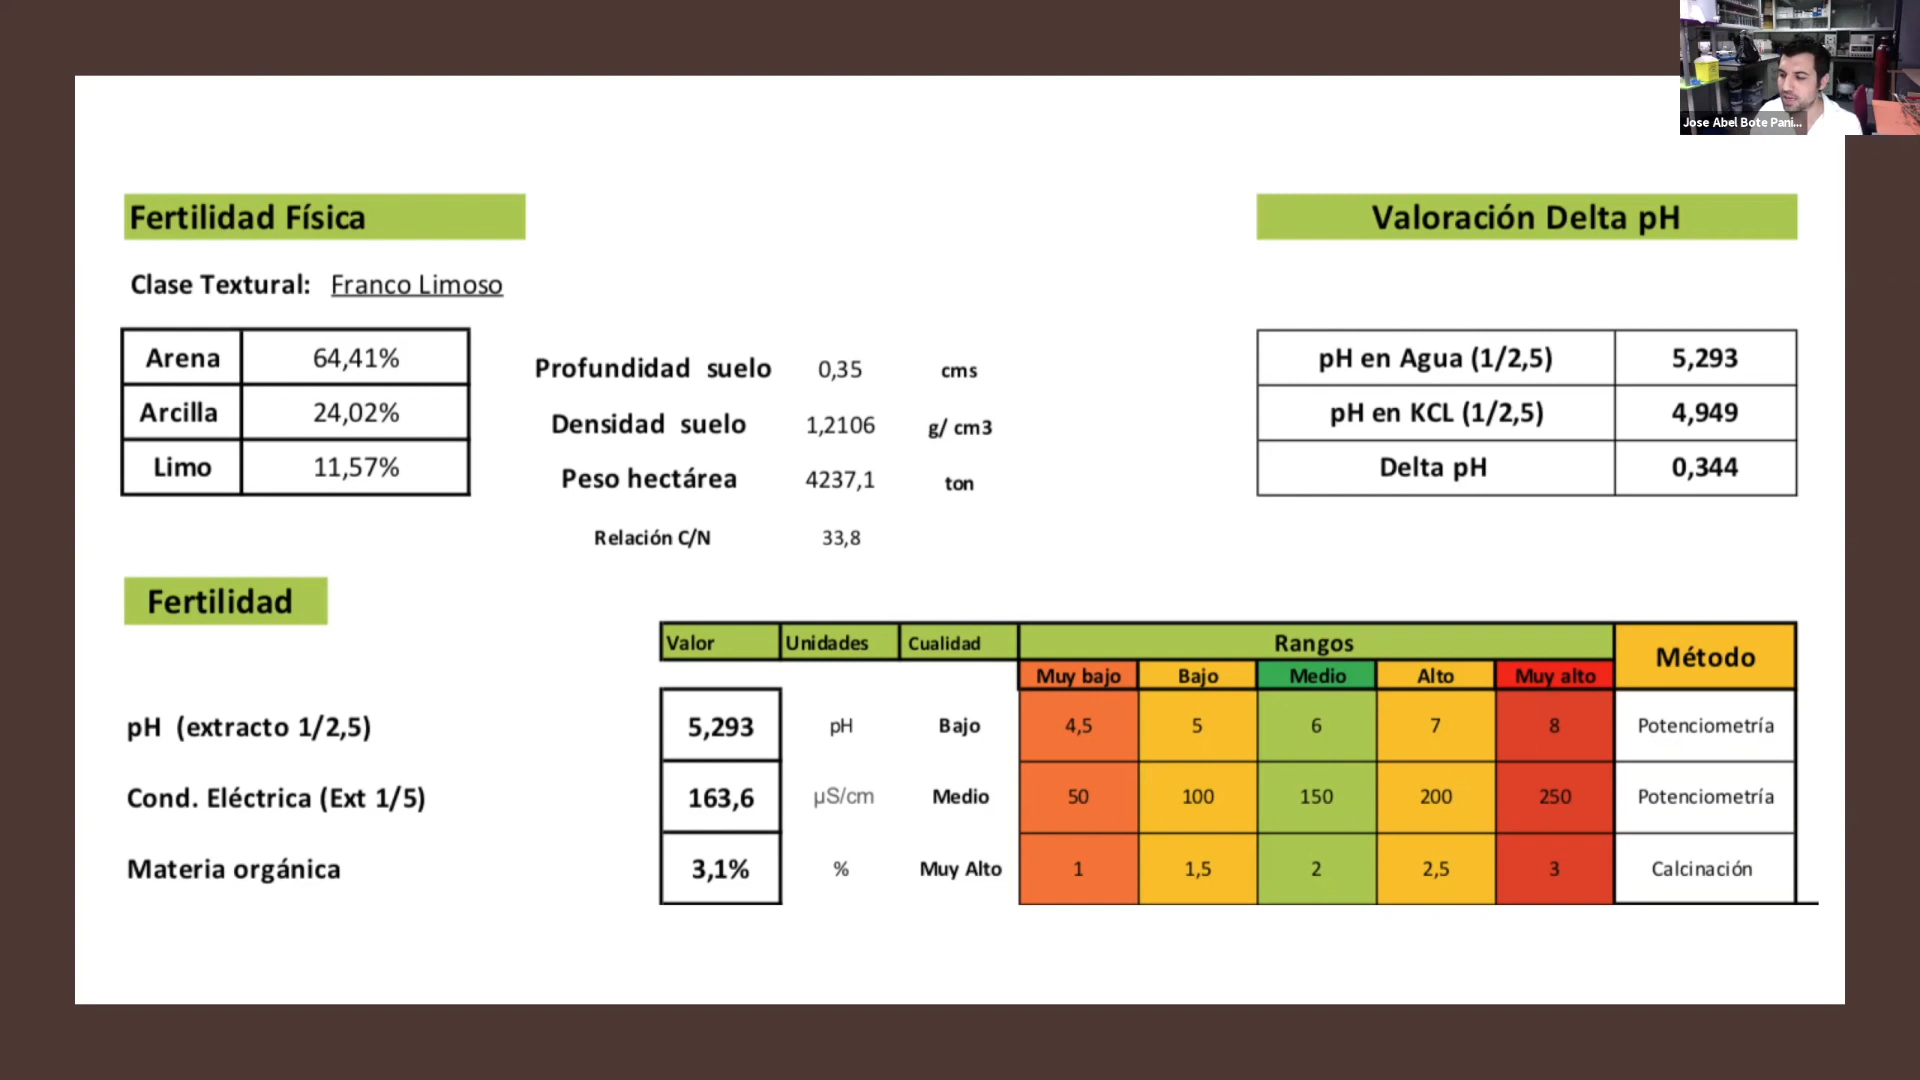 Jose Abel Bote Pani...
Fertilidad Física
Valoración Delta pH
Clase Textural: Franco Limoso
Arena 64,41%
Arcilla 24,02%
Limo 11,57%
Profundidad suelo 0,35 cms
Densidad suelo 1,2106 g/ cm3
Peso hectárea 4237,1 ton
Relación C/N 33,8
pH en Agua (1/2,5) 5,293
pH en KCL (1/2,5) 4,949
Delta pH 0,344
Fertilidad
Valor Unidades Cualidad Rangos Método
Muy bajo Bajo Medio Alto Muy alto
pH (extracto 1/2,5) 5,293 pH Bajo 4,5 5 6 7 8 Potenciometría
Cond. Eléctrica (Ext 1/5) 163,6 µS/cm Medio 50 100 150 200 250 Potenciometría
Materia orgánica 3,1% % Muy Alto 1 1,5 2 2,5 3 Calcinación